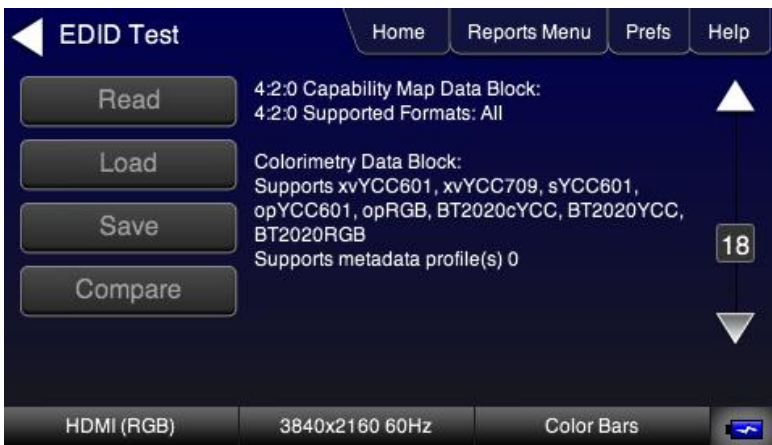 EDID Test
Home
Reports Menu
Prefs
Help
Read
Load
Save
Compare
4:2:0 Capability Map Data Block:
4:2:0 Supported Formats: All
Colorimetry Data Block:
Supports xvYCC601, xvYCC709, sYCC601,
opYCC601, opRGB, BT2020cYCC, BT2020YCC,
BT2020RGB
Supports metadata profile(s) 0
18
HDMI (RGB)
3840x2160 60Hz
Color Bars